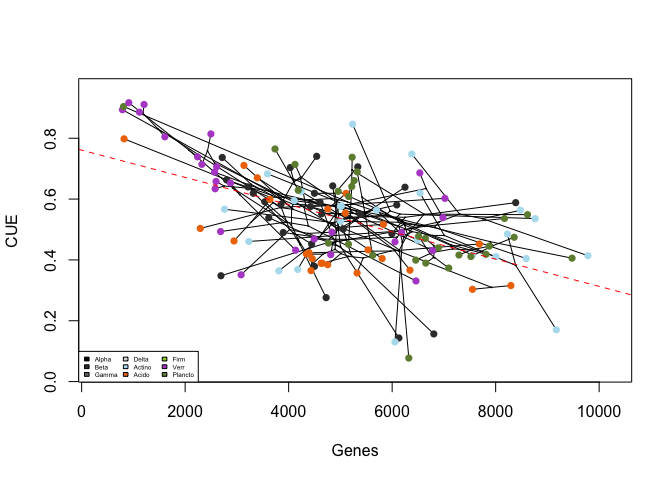 CUE
0.8
0.6
0.4
0.2
0.0
Alpha Delta Firm
Beta Actino Verr
Gamma Acido Plancto
0 2000 4000 6000 8000 10000
Genes